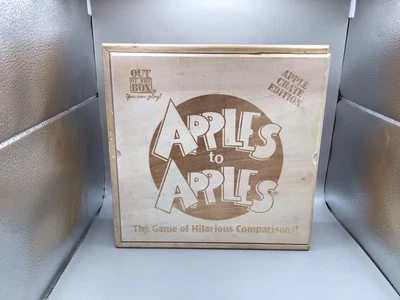 OUT
OF THE
BOX
You can play!
APPLE
CRATE
EDITION
APPLES
to
APPLES
The Game of Hilarious Comparisons!